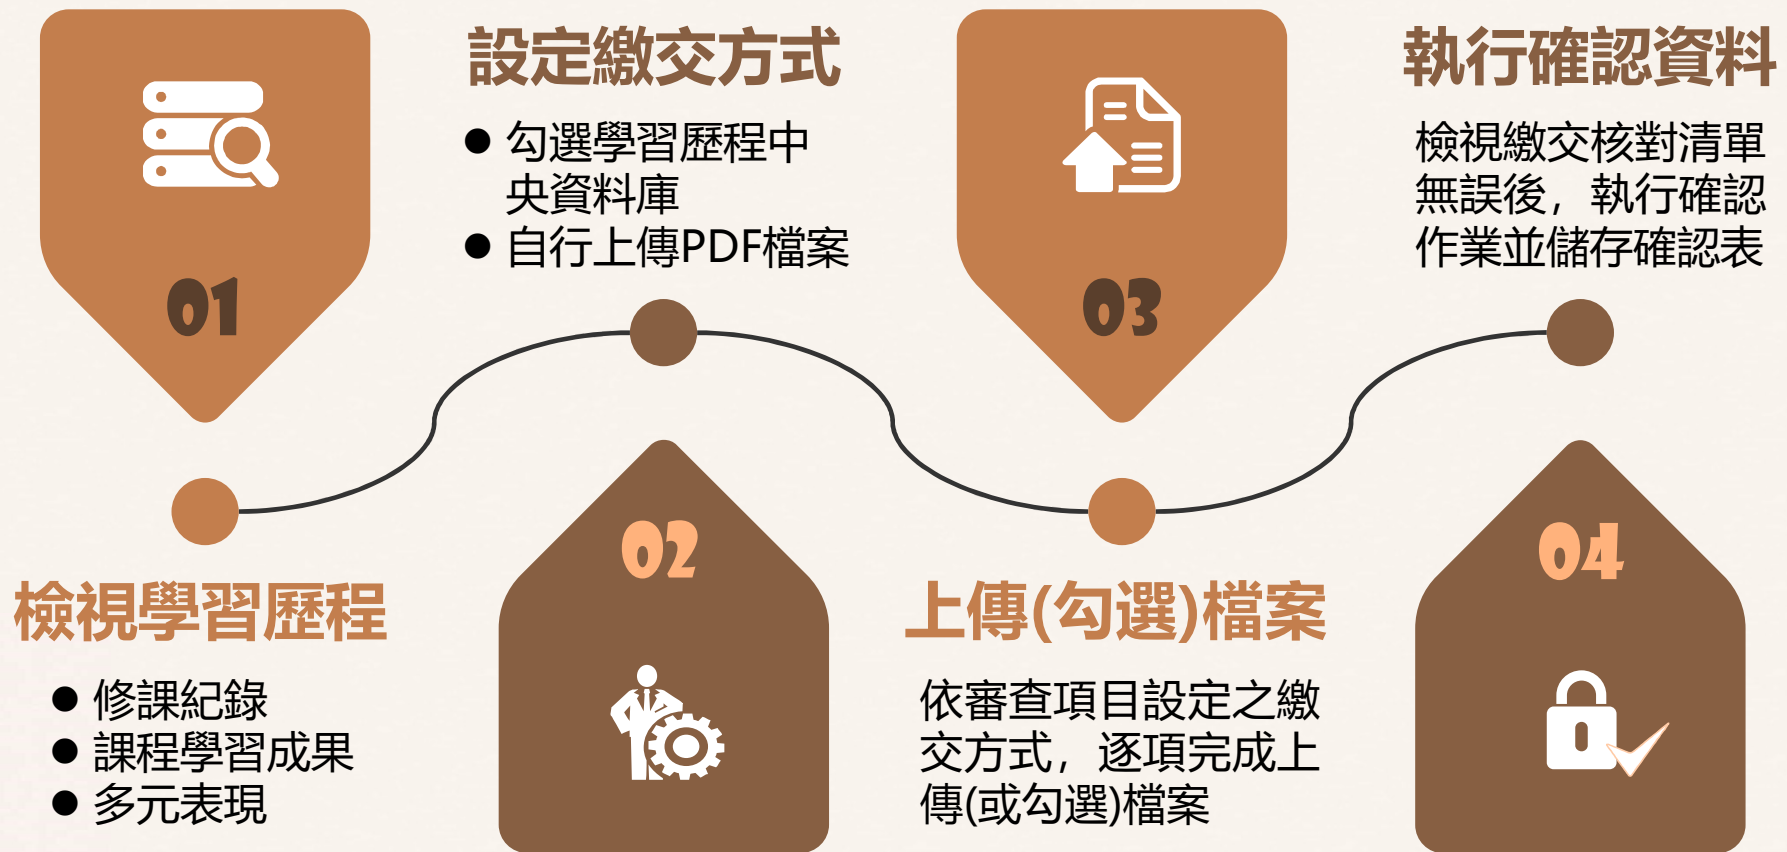 01
檢視學習歷程
● 修課紀錄
● 課程學習成果
● 多元表現
設定繳交方式
● 勾選學習歷程中
央資料庫
● 自行上傳PDF檔案
02
03
上傳(勾選)檔案
依審查項目設定之繳
交方式，逐項完成上
傳(或勾選)檔案
執行確認資料
檢視繳交核對清單
無誤後，執行確認
作業並儲存確認表
04